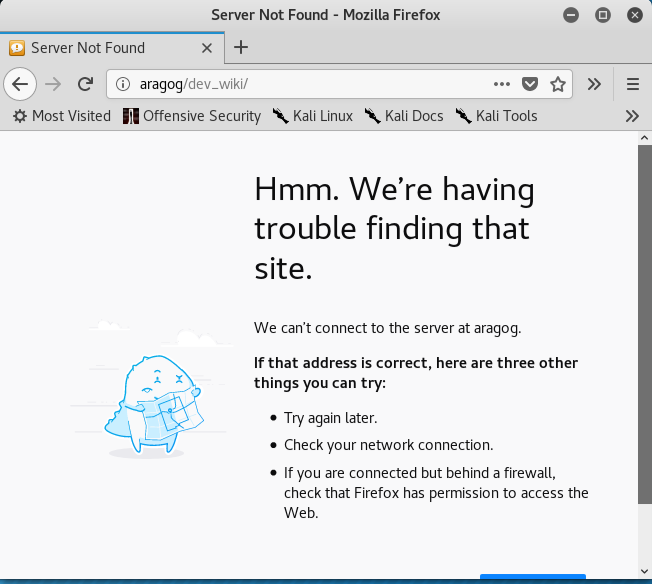 Server Not Found - Mozilla Firefox
Server Not Found
aragog/dev_wiki/
Most Visited Offensive Security Kali Linux Kali Docs Kali Tools
Hmm. We’re having
trouble finding that
site.
We can’t connect to the server at aragog.
If that address is correct, here are three other
things you can try:
• Try again later.
• Check your network connection.
• If you are connected but behind a firewall,
check that Firefox has permission to access the
Web.